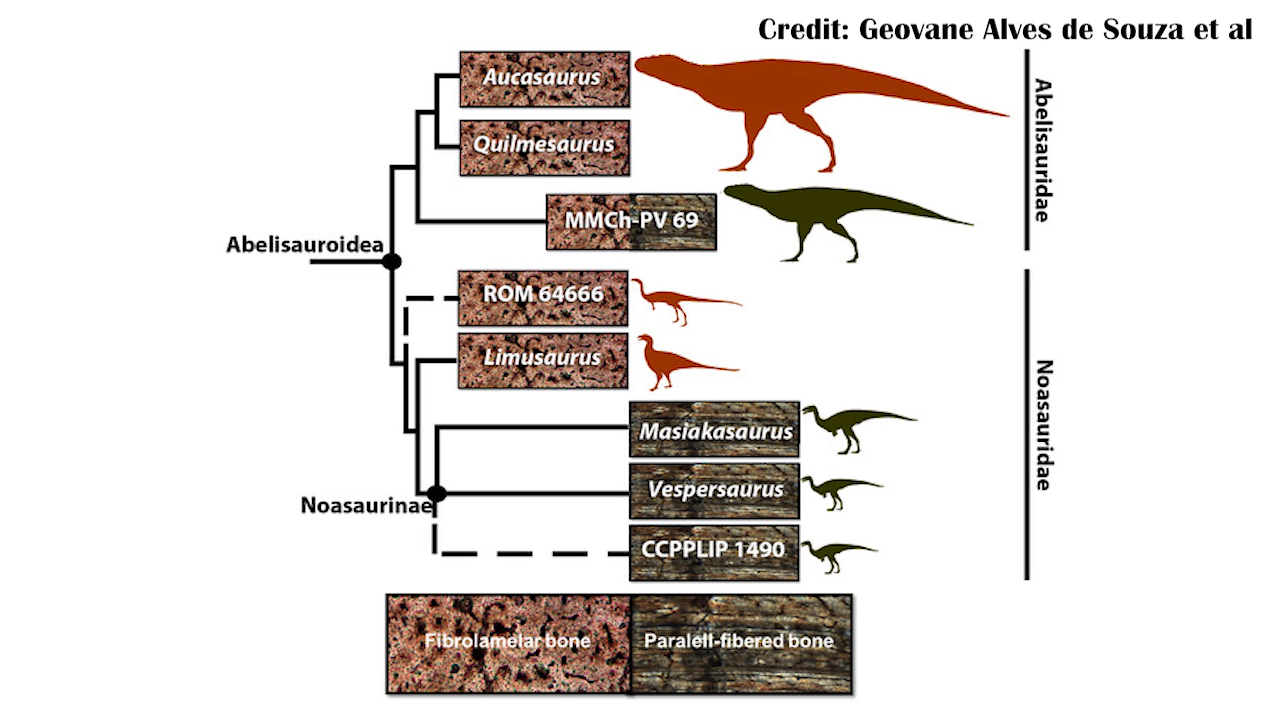 Credit: Geovane Alves de Souza et al
Aucasaurus
Quilmesaurus
MMCh-PV 69
Abelisauridae
Abelisauroidea
ROM 64666
Limusaurus
Masiakasaurus
Vespersaurus
Noasaurinae
CCPPLIP 1490
Noasauridae
Fibrolamelar bone
Paralell-fibered bone